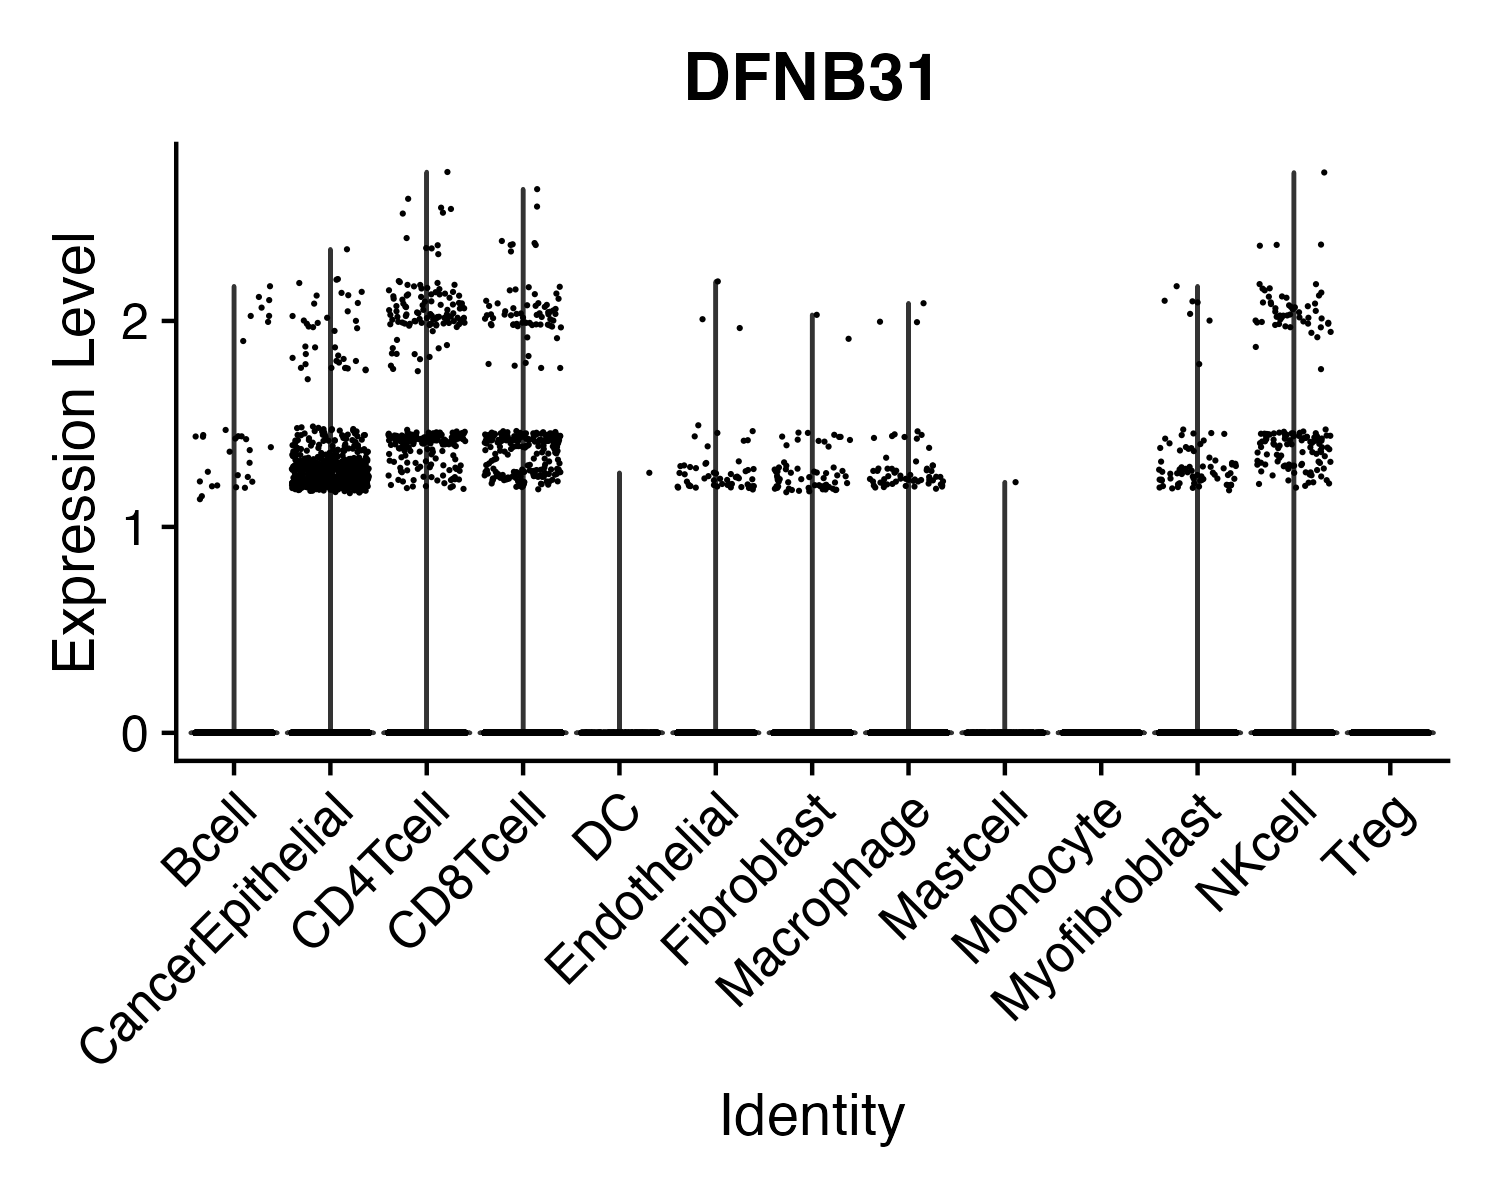 DFNB31
Expression Level
2
1
0
Bcell
CancerEpithelial
CD4Tcell
CD8Tcell
DC
Endothelial
Fibroblast
Macrophage
Mastcell
Monocyte
Myofibroblast
NKcell
Treg
Identity